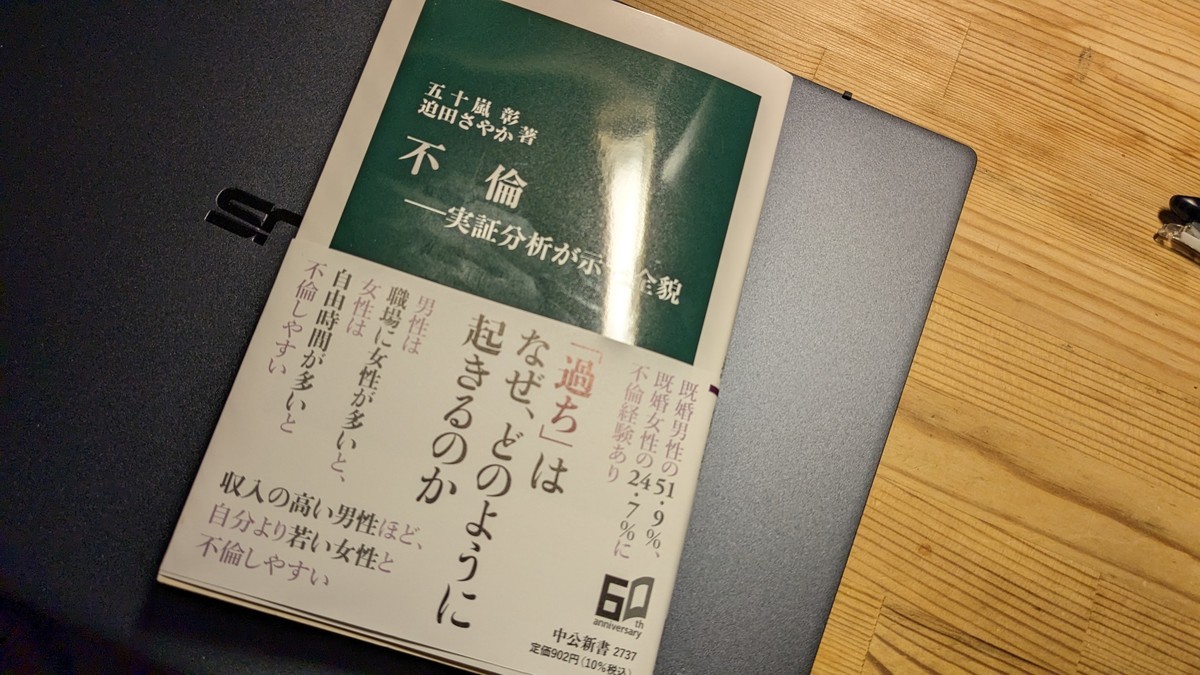 五十嵐 彰
迫田さやか 著
不倫
──実証分析が示す全貌
既婚男性の51・9％、
既婚女性の24・7％に
不倫経験あり
「過ち」は
なぜ、どのように
起きるのか
男性は
職場に女性が多いと、
女性は
自由時間が多いと
不倫しやすい
収入の高い男性ほど、
自分より若い女性と
不倫しやすい
60th
anniversary
中公新書 2737
定価902円（10%税込）